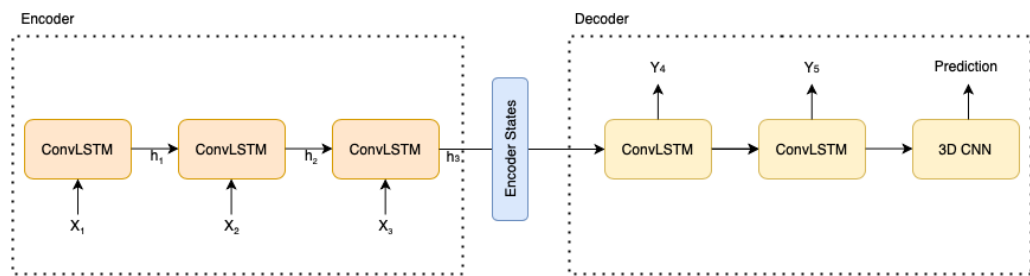 Encoder
Decoder
Y₄
Y₅
Prediction
ConvLSTM
h₁
ConvLSTM
h₂
ConvLSTM
h₃
Encoder States
ConvLSTM
ConvLSTM
3D CNN
X₁
X₂
X₃